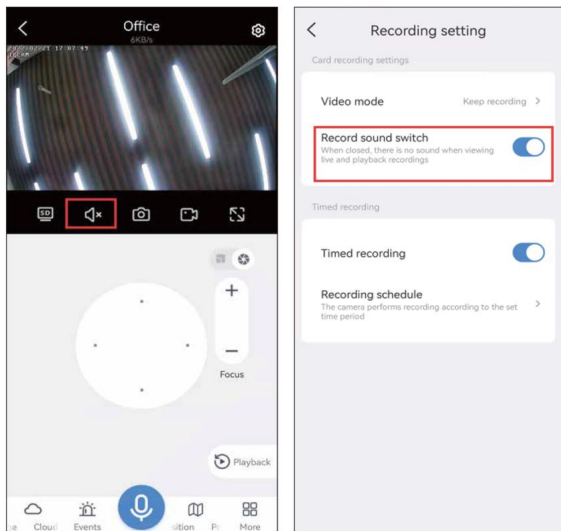 Office
6KB/s
SD
Focus
Playback
Cloud
Events
More
Recording setting
Card recording settings
Video mode
Keep recording
Record sound switch
When closed, there is no sound when viewing
live and playback recordings
Timed recording
Timed recording
Recording schedule
The camera performs recording according to the set
time period